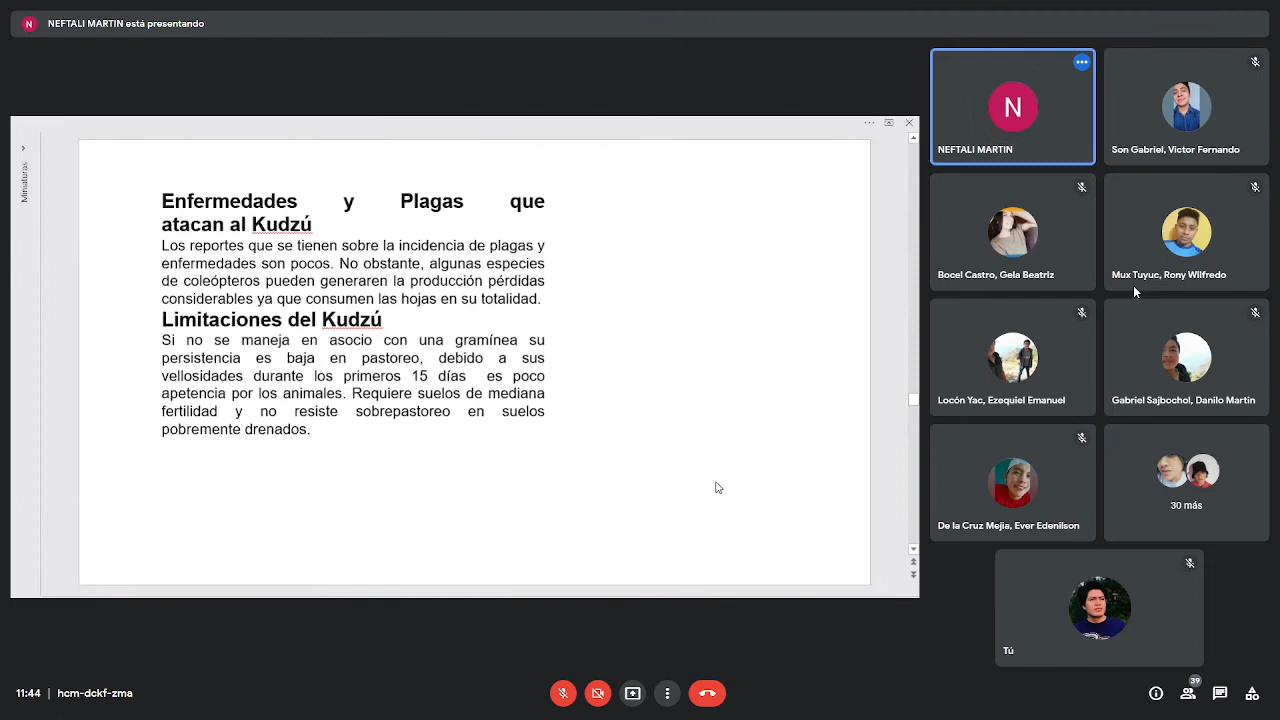 N NEFTALI MARTIN está presentando
Miniaturas
Enfermedades y Plagas que
atacan al Kudzú
Los reportes que se tienen sobre la incidencia de plagas y
enfermedades son pocos. No obstante, algunas especies
de coleópteros pueden generaren la producción pérdidas
considerables ya que consumen las hojas en su totalidad.
Limitaciones del Kudzú
Si no se maneja en asocio con una gramínea su
persistencia es baja en pastoreo, debido a sus
vellosidades durante los primeros 15 días es poco
apetencia por los animales. Requiere suelos de mediana
fertilidad y no resiste sobrepastoreo en suelos
pobremente drenados.
N
NEFTALI MARTIN
Son Gabriel, Victor Fernando
Bocel Castro, Gela Beatriz
Mux Tuyuc, Rony Wilfredo
Locón Yac, Ezequiel Emanuel
Gabriel Sajbochol, Danilo Martin
De la Cruz Mejia, Ever Edenilson
30 más
Tú
11:44 | hcm-dckf-zma
39